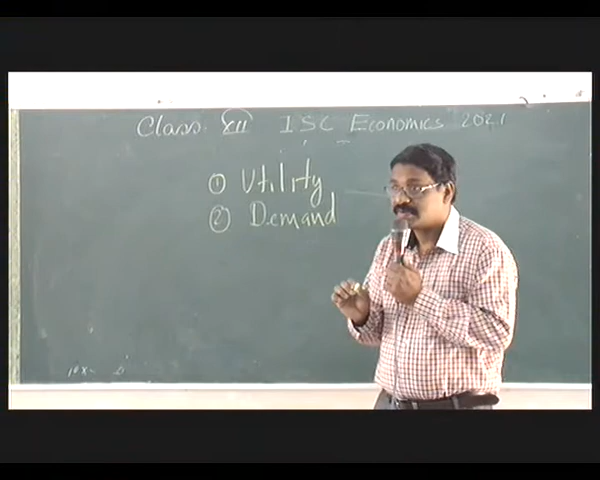 Class XII ISC Economics 2021
① Utility
② Demand